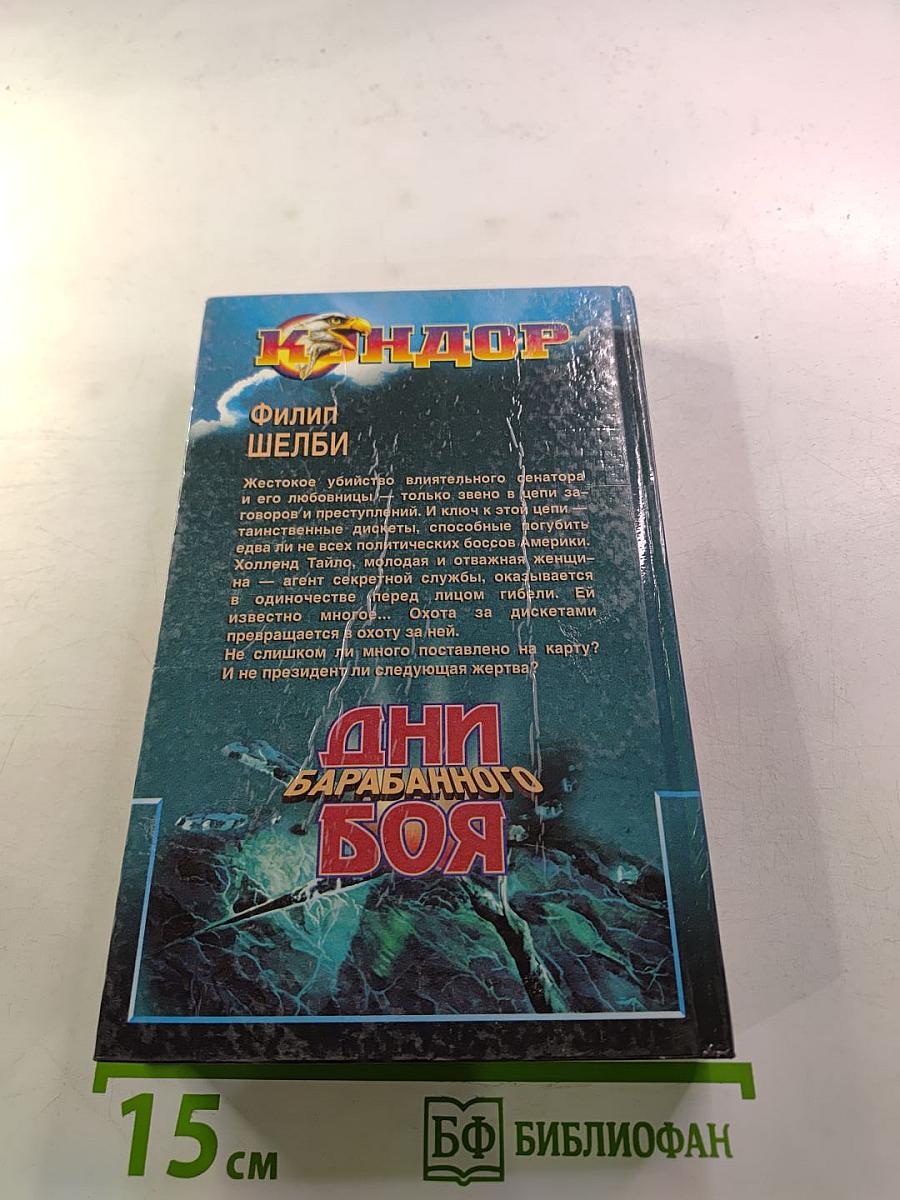 КОНДОР
Филип
ШЕЛБИ
Жестокое убийство влиятельного сенатора
и его любовницы — только звено в цепи за-
говоров и преступлений. И ключ к этой цепи —
таинственные дискеты, способные погубить
едва ли не всех политических боссов Америки.
Холленд Тайло, молодая и отважная женщи-
на — агент секретной службы, оказывается
в одиночестве перед лицом гибели. Ей
известно многое... Охота за дискетами
превращается в охоту за ней.
Не слишком ли много поставлено на карту?
И не президент ли следующая жертва?
ДНИ
БАРАБАННОГО
БОЯ
15 см
БФ БИБЛИОФАН